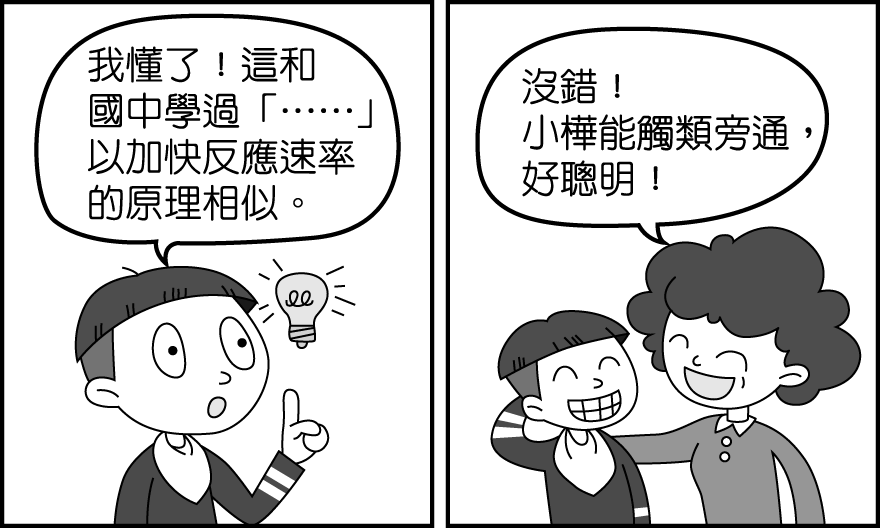 我懂了！這和
國中學過「……」
以加快反應速率
的原理相似。
沒錯！
小樺能觸類旁通，
好聰明！